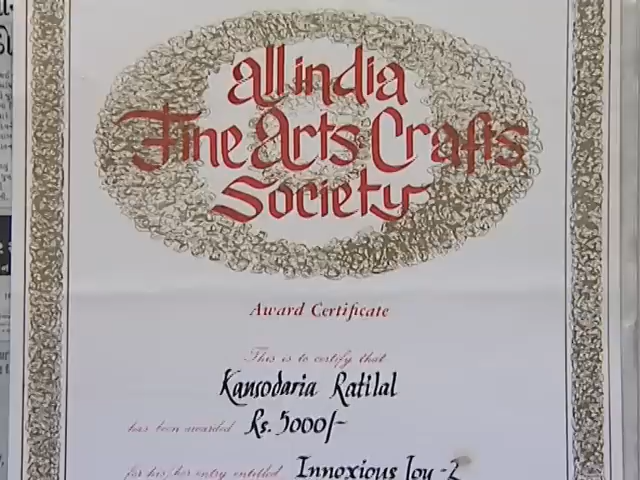 all india
Fine Arts & Crafts
Society
Award Certificate
This is to certify that
Kansodaria Ratilal
has been awarded Rs. 5000/-
for his/her entry entitled Innoxious Joy-2